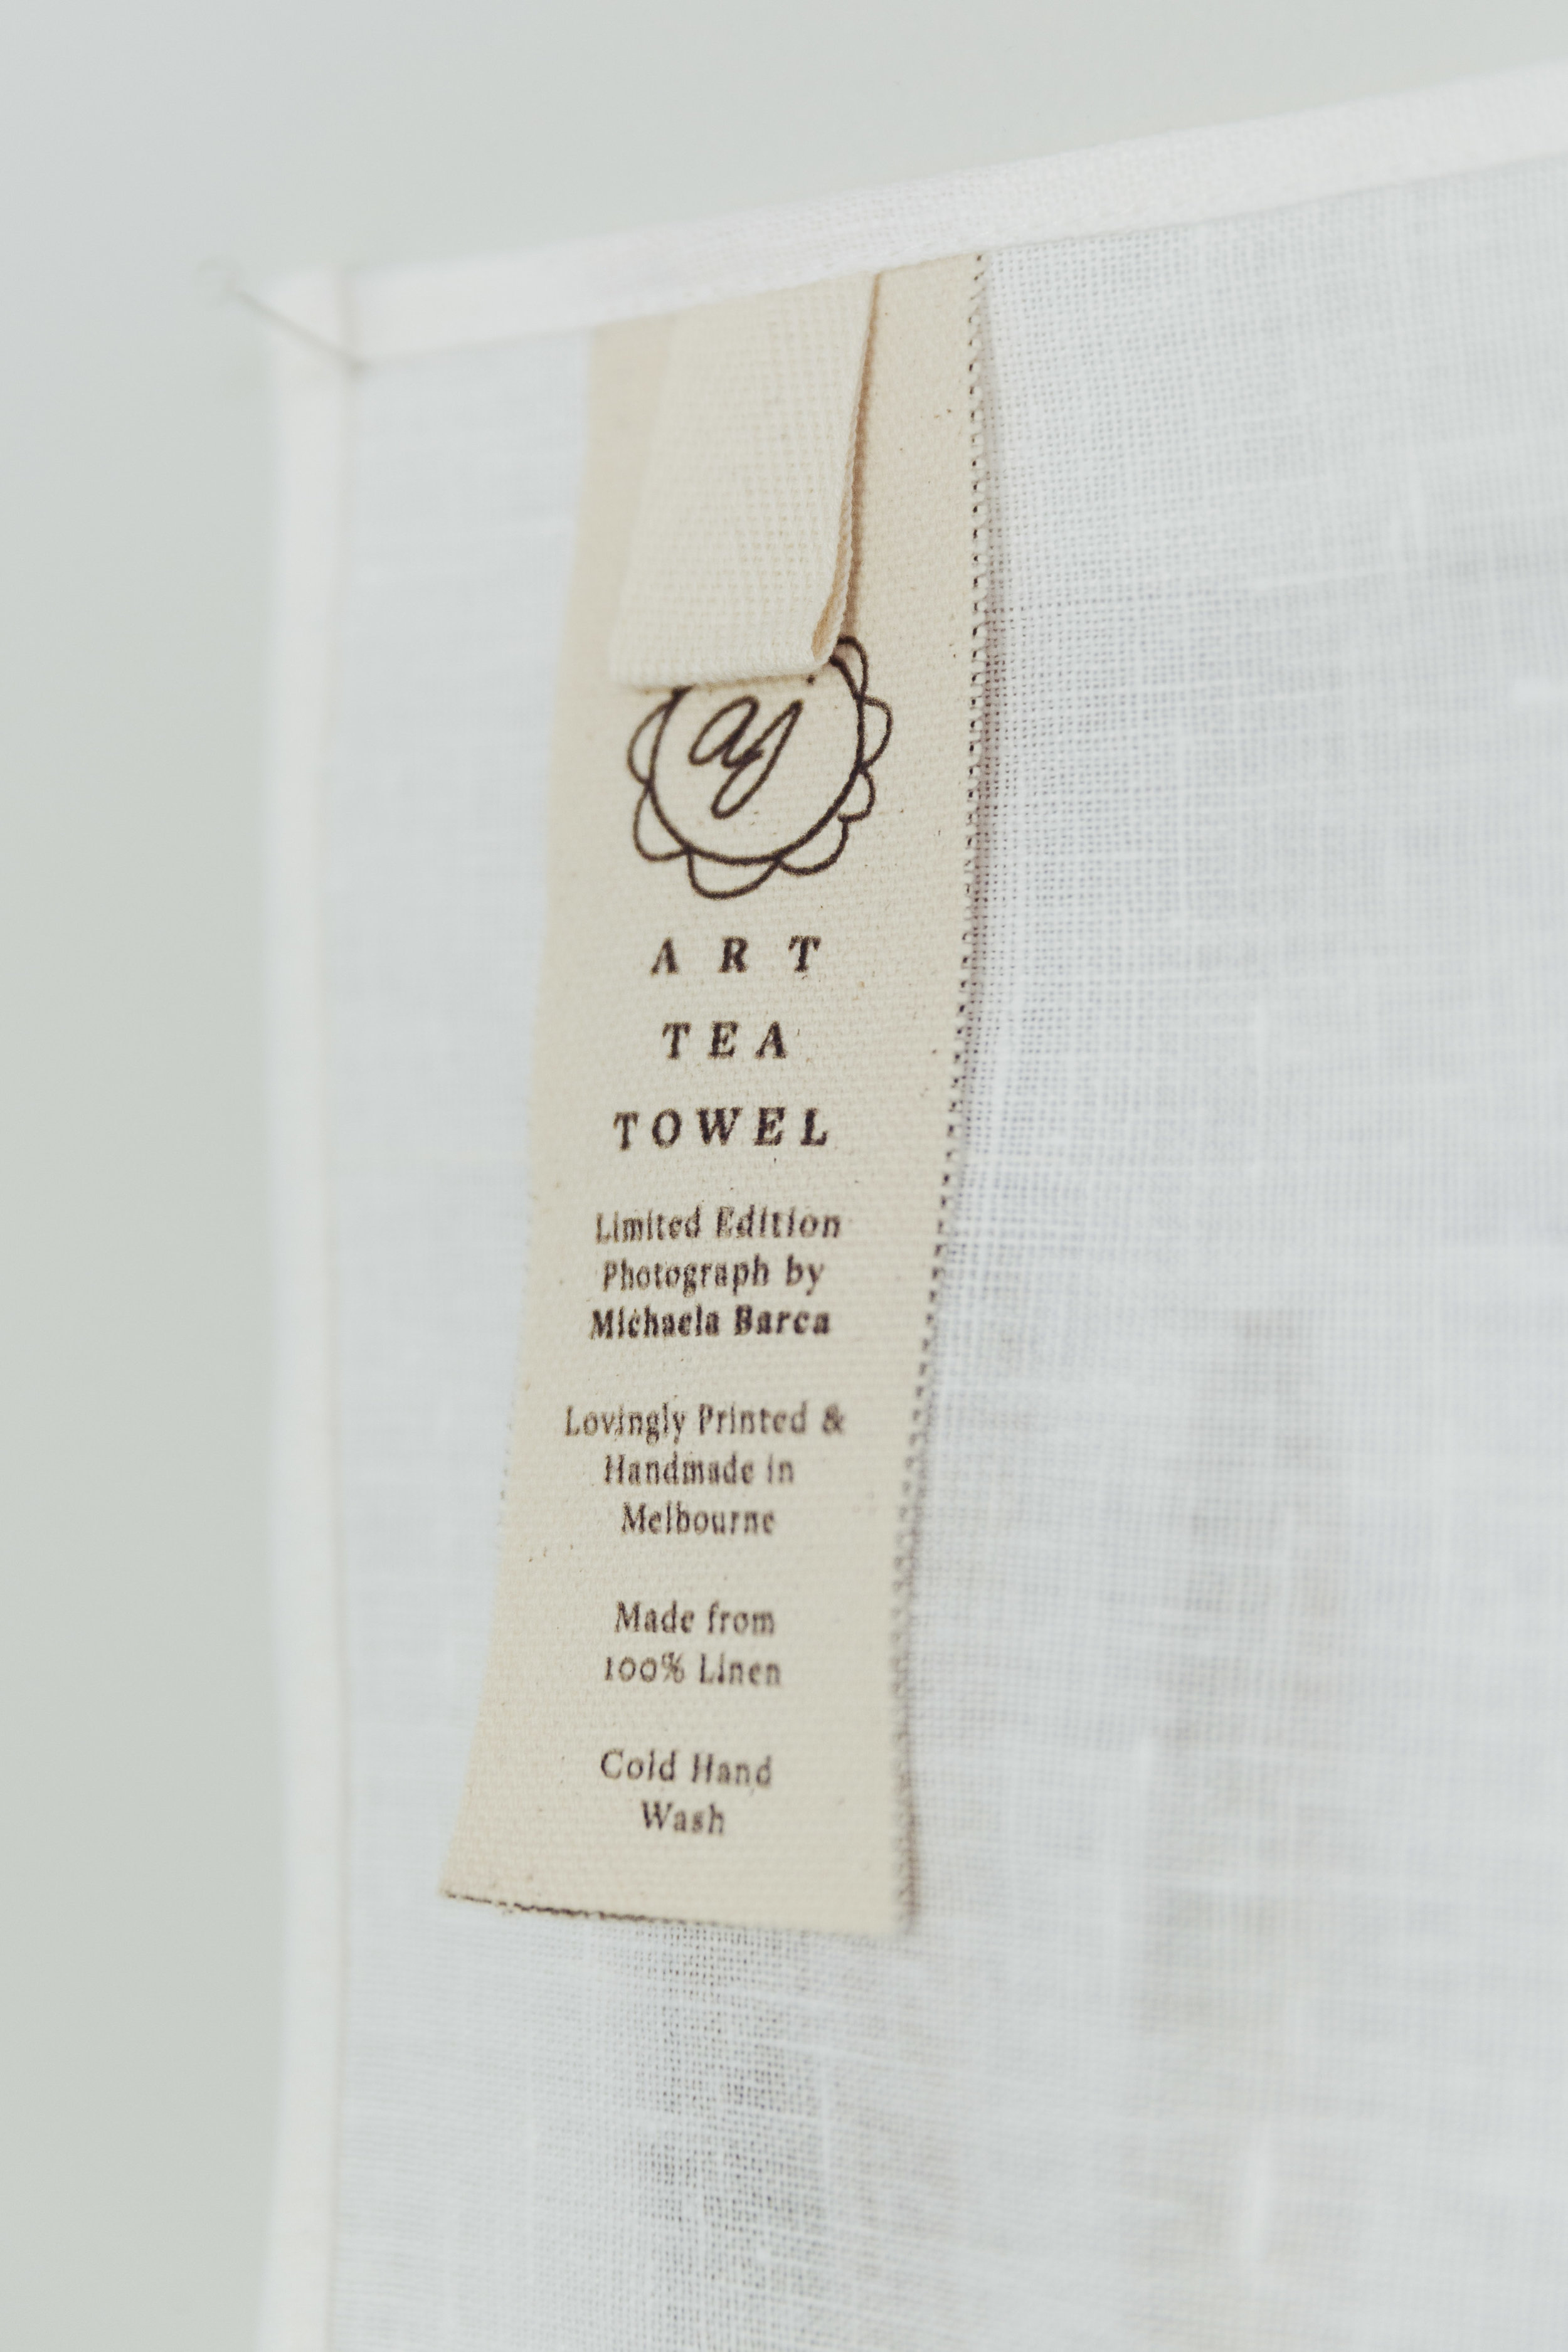 aj
ART
TEA
TOWEL
Limited Edition
Photograph by
Michaela Barca
Lovingly Printed &
Handmade in
Melbourne
Made from
100% Linen
Cold Hand
Wash